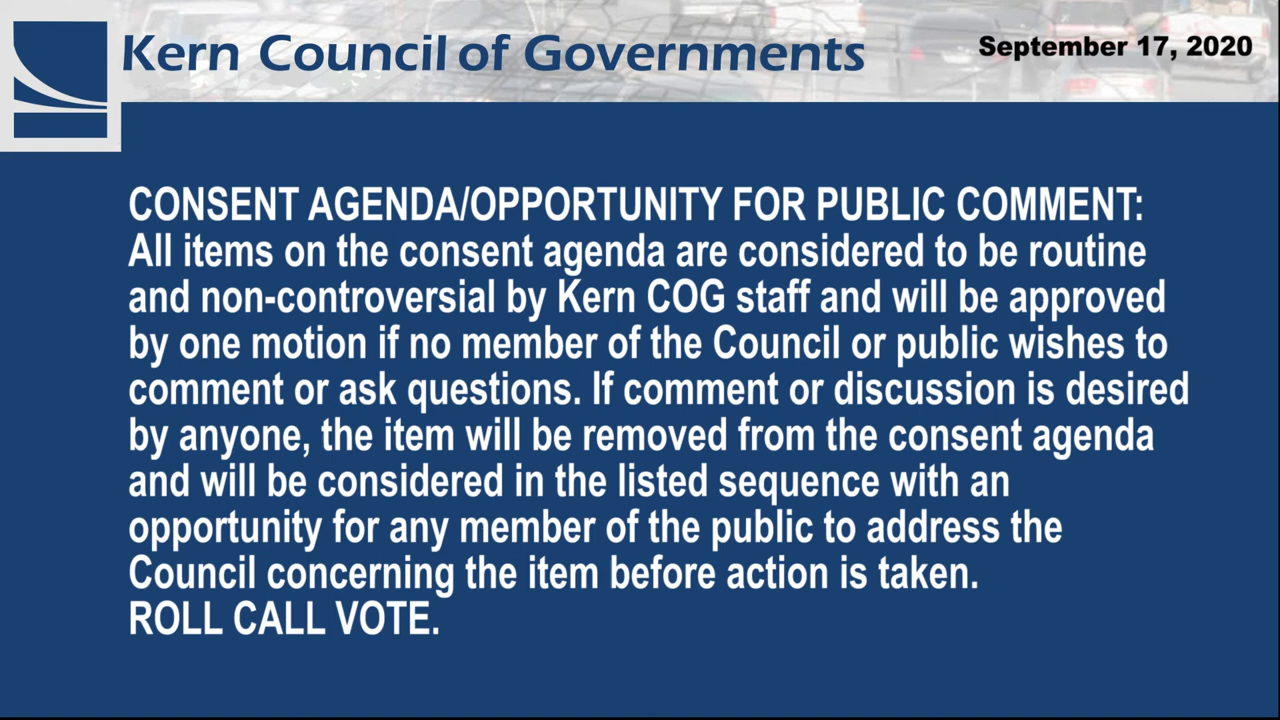 Kern Council of Governments
September 17, 2020
CONSENT AGENDA/OPPORTUNITY FOR PUBLIC COMMENT:
All items on the consent agenda are considered to be routine
and non-controversial by Kern COG staff and will be approved
by one motion if no member of the Council or public wishes to
comment or ask questions. If comment or discussion is desired
by anyone, the item will be removed from the consent agenda
and will be considered in the listed sequence with an
opportunity for any member of the public to address the
Council concerning the item before action is taken.
ROLL CALL VOTE.